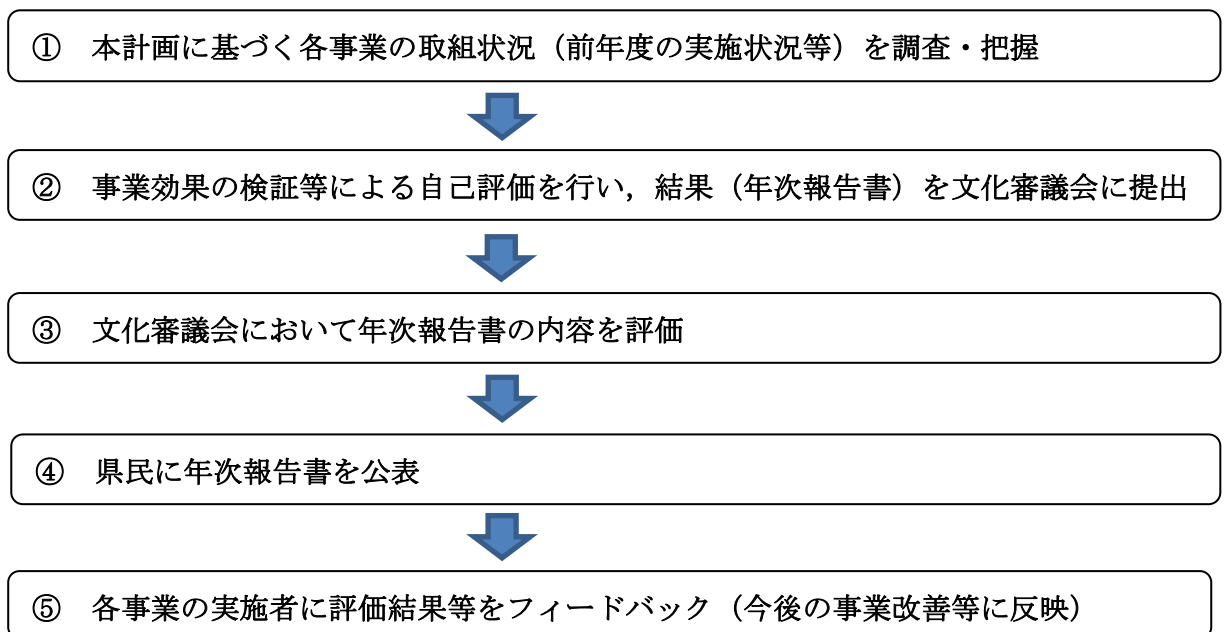 ①　本計画に基づく各事業の取組状況（前年度の実施状況等）を調査・把握
②　事業効果の検証等による自己評価を行い，結果（年次報告書）を文化審議会に提出
③　文化審議会において年次報告書の内容を評価
④　県民に年次報告書を公表
⑤　各事業の実施者に評価結果等をフィードバック（今後の事業改善等に反映）